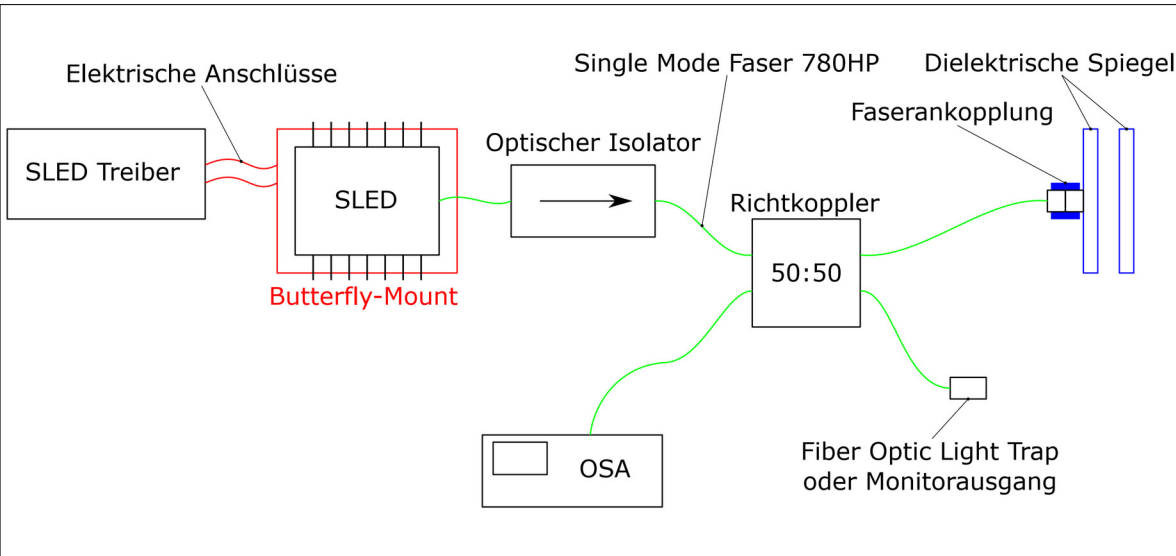 Elektrische Anschlüsse
Single Mode Faser 780HP
Dielektrische Spiegel
Faserankopplung
SLED Treiber
SLED
Optischer Isolator
Richtkoppler
50:50
Butterfly-Mount
OSA
Fiber Optic Light Trap
oder Monitorausgang